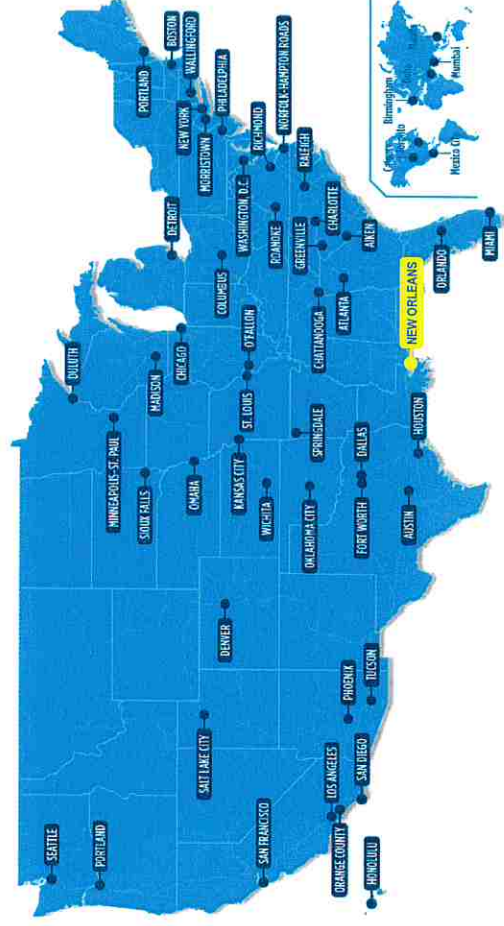 SEATTLE
PORTLAND
SAN FRANCISCO
SALT LAKE CITY
DENVER
LOS ANGELES
ORANGE COUNTY
SAN DIEGO
HONOLULU
PHOENIX
TUCSON
DULUTH
MINNEAPOLIS-ST. PAUL
SIOUX FALLS
MADISON
OMAHA
CHICAGO
KANSAS CITY
ST. LOUIS
O'FALLON
WICHITA
SPRINGDALE
OKLAHOMA CITY
DALLAS
FORT WORTH
AUSTIN
HOUSTON
NEW ORLEANS
DETROIT
COLUMBUS
PORTLAND
BOSTON
WALLINGFORD
NEW YORK
MORRISTOWN
PHILADELPHIA
WASHINGTON, D.C.
RICHMOND
NORFOLK-HAMPTON ROADS
ROANOKE
RALEIGH
GREENVILLE
CHARLOTTE
CHATTANOOGA
ATLANTA
AIKEN
ORLANDO
MIAMI
Birmingham
Mexico
Mumbai